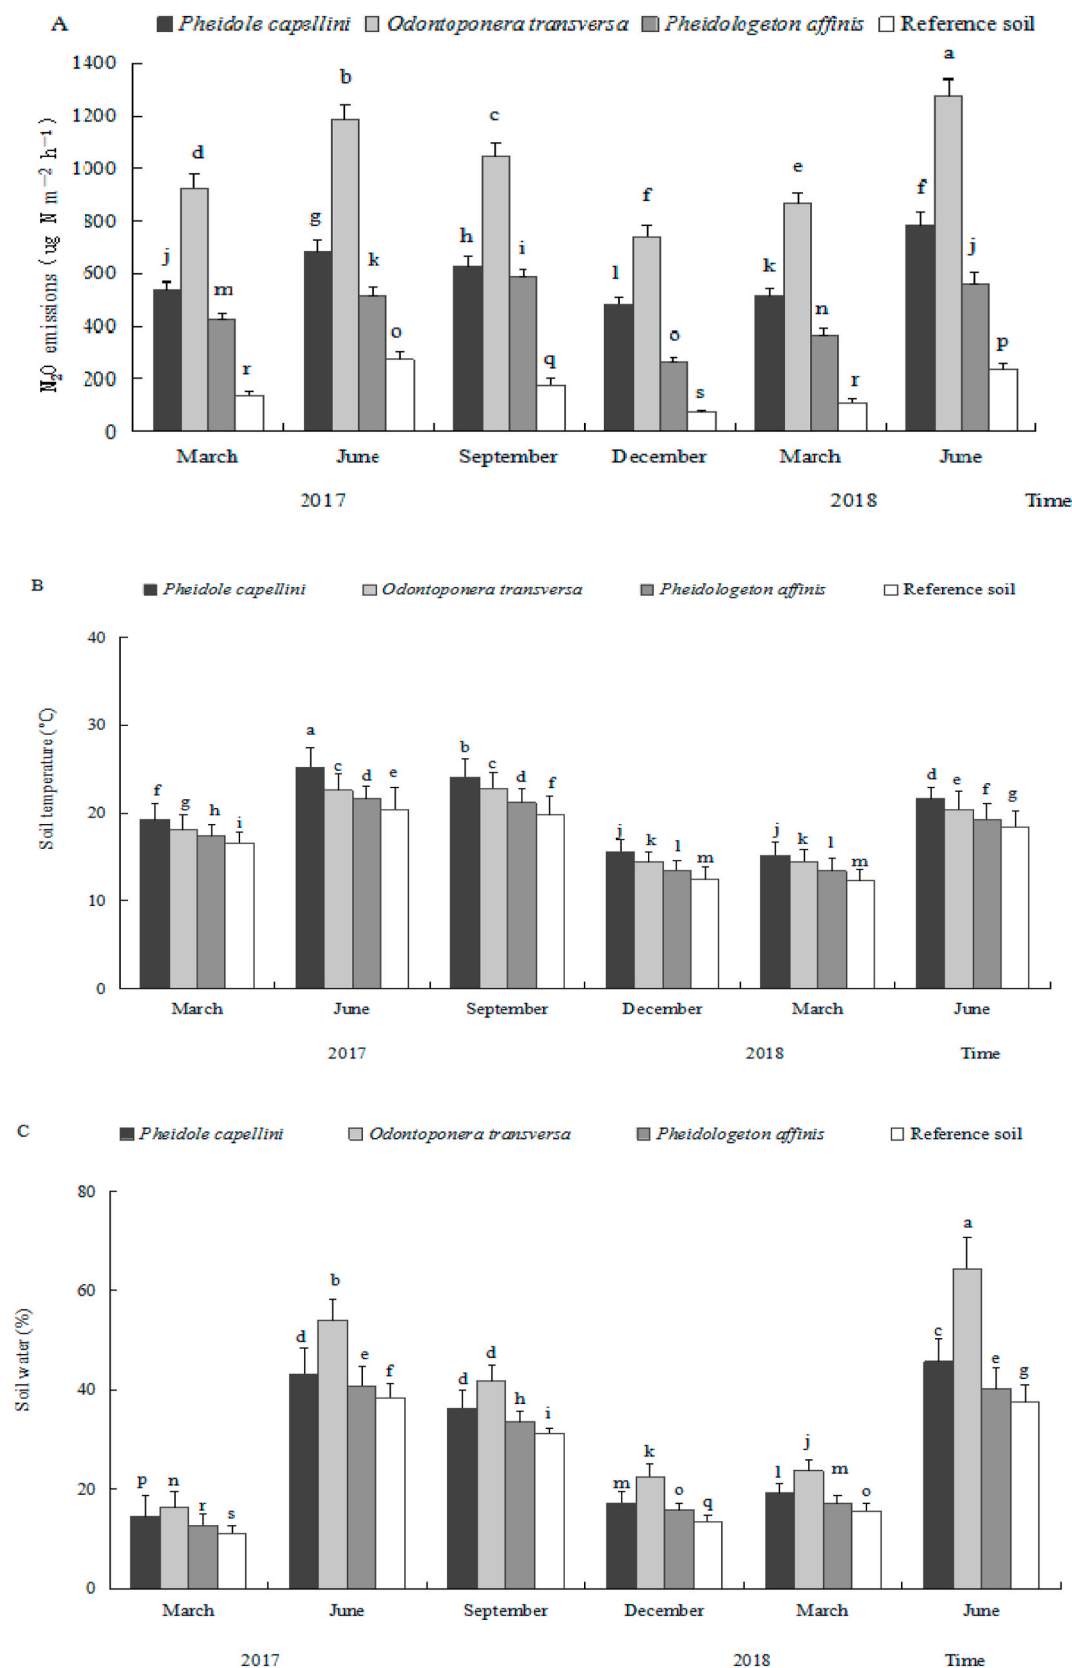 A Pheidole capellini Odontoponera transversa Pheidologeton affinis Reference soil
N₂O emissions (ug N m⁻² h⁻¹)
1400
1200
1000
800
600
400
200
0
j d m r
g b k o
h c i q
l f o s
k e n r
f a j p
March June September December March June
2017 2018 Time
B Pheidole capellini Odontoponera transversa Pheidologeton affinis Reference soil
Soil temperature (°C)
40
30
20
10
0
f g h i
a c d e
b c d f
j k l m
j k l m
d e f g
March June September December March June
2017 2018 Time
C Pheidole capellini Odontoponera transversa Pheidologeton affinis Reference soil
Soil water (%)
80
60
40
20
0
p n r s
d b e f
d d h i
m k o q
l j m o
c a e g
March June September December March June
2017 2018 Time